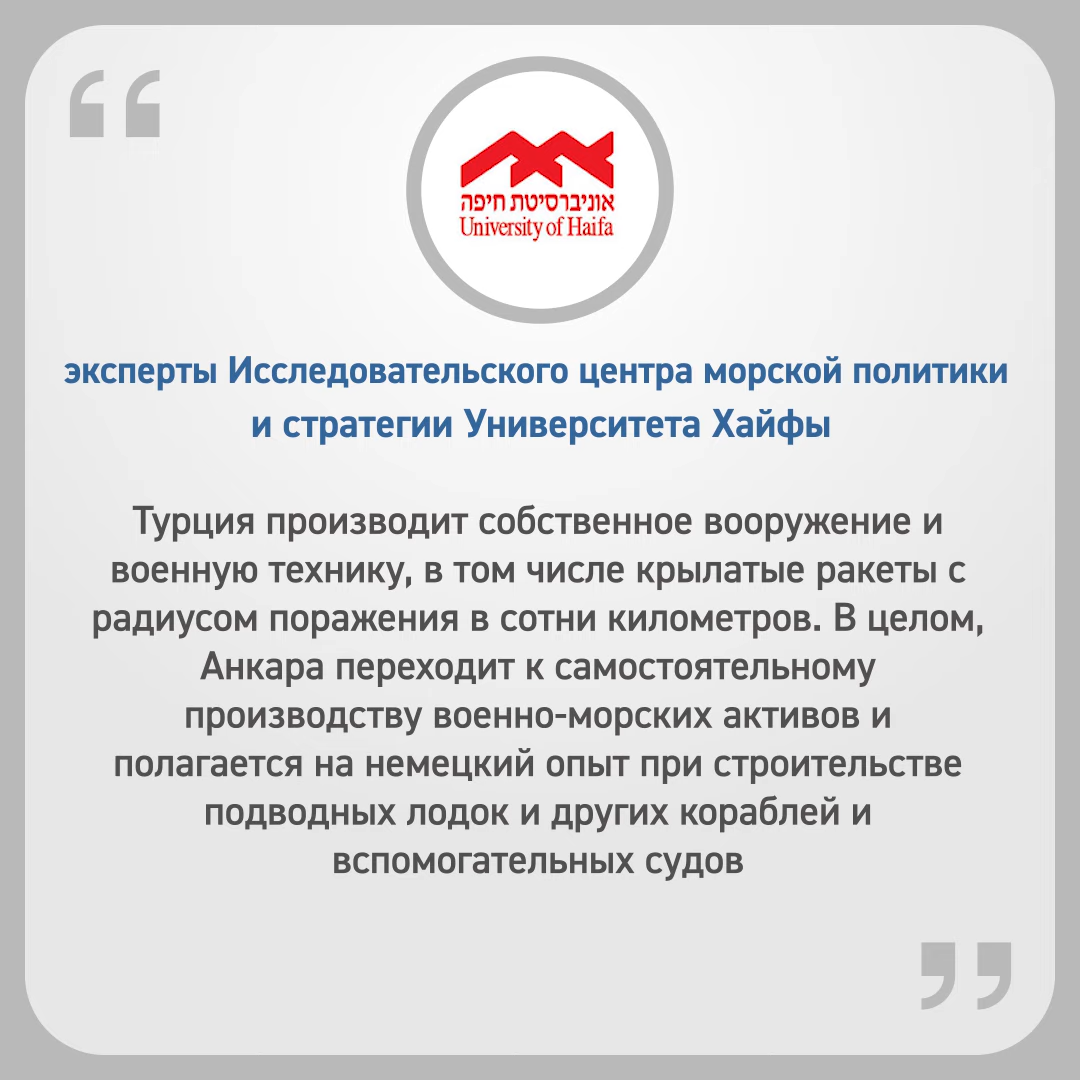 אוניברסיטת חיפה
University of Haifa
эксперты Исследовательского центра морской политики
и стратегии Университета Хайфы
Турция производит собственное вооружение и
военную технику, в том числе крылатые ракеты с
радиусом поражения в сотни километров. В целом,
Анкара переходит к самостоятельному
производству военно-морских активов и
полагается на немецкий опыт при строительстве
подводных лодок и других кораблей и
вспомогательных судов